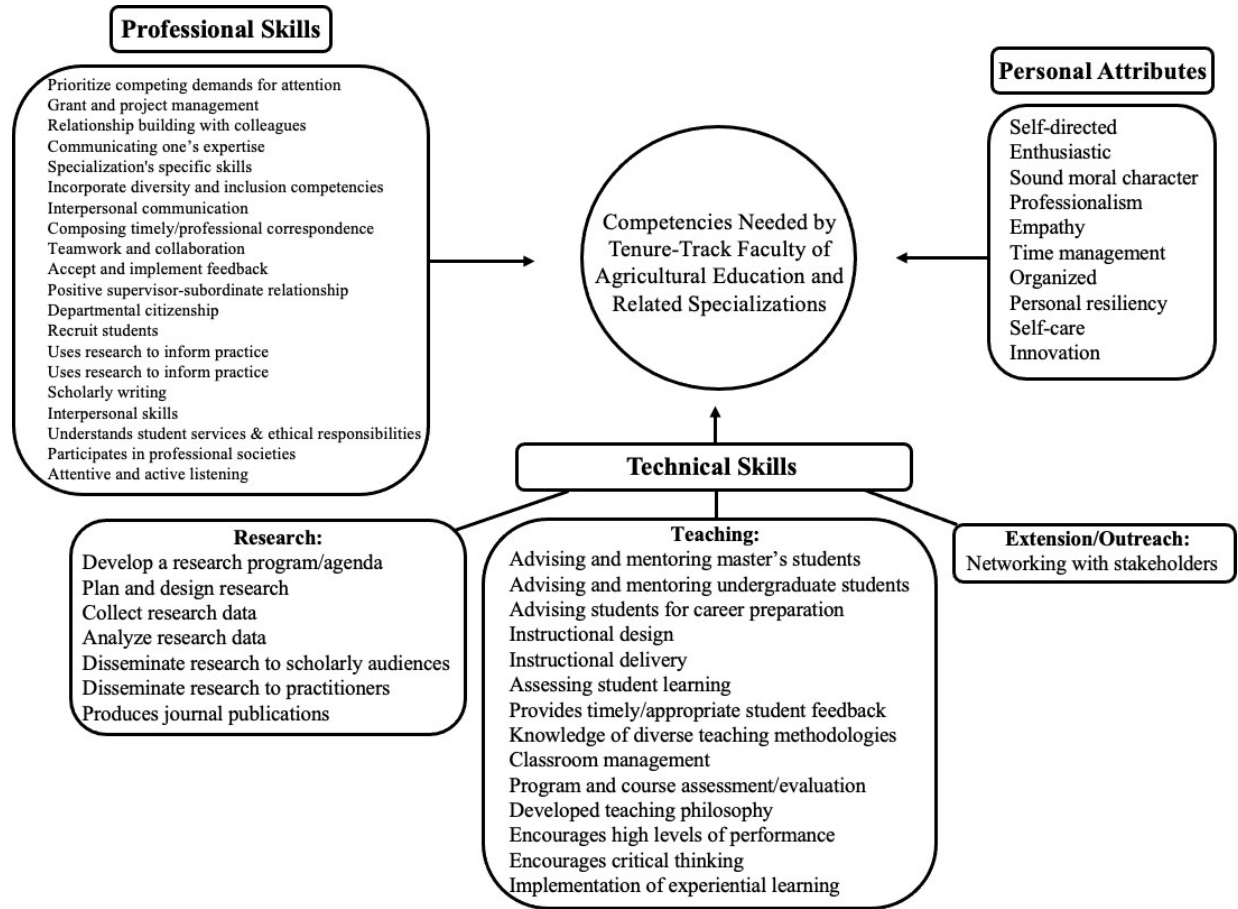 Professional Skills
Prioritize competing demands for attention
Grant and project management
Relationship building with colleagues
Communicating one’s expertise
Specialization's specific skills
Incorporate diversity and inclusion competencies
Interpersonal communication
Composing timely/professional correspondence
Teamwork and collaboration
Accept and implement feedback
Positive supervisor-subordinate relationship
Departmental citizenship
Recruit students
Uses research to inform practice
Uses research to inform practice
Scholarly writing
Interpersonal skills
Understands student services & ethical responsibilities
Participates in professional societies
Attentive and active listening
Competencies Needed by
Tenure-Track Faculty of
Agricultural Education and
Related Specializations
Personal Attributes
Self-directed
Enthusiastic
Sound moral character
Professionalism
Empathy
Time management
Organized
Personal resiliency
Self-care
Innovation
Technical Skills
Research:
Develop a research program/agenda
Plan and design research
Collect research data
Analyze research data
Disseminate research to scholarly audiences
Disseminate research to practitioners
Produces journal publications
Teaching:
Advising and mentoring master’s students
Advising and mentoring undergraduate students
Advising students for career preparation
Instructional design
Instructional delivery
Assessing student learning
Provides timely/appropriate student feedback
Knowledge of diverse teaching methodologies
Classroom management
Program and course assessment/evaluation
Developed teaching philosophy
Encourages high levels of performance
Encourages critical thinking
Implementation of experiential learning
Extension/Outreach:
Networking with stakeholders